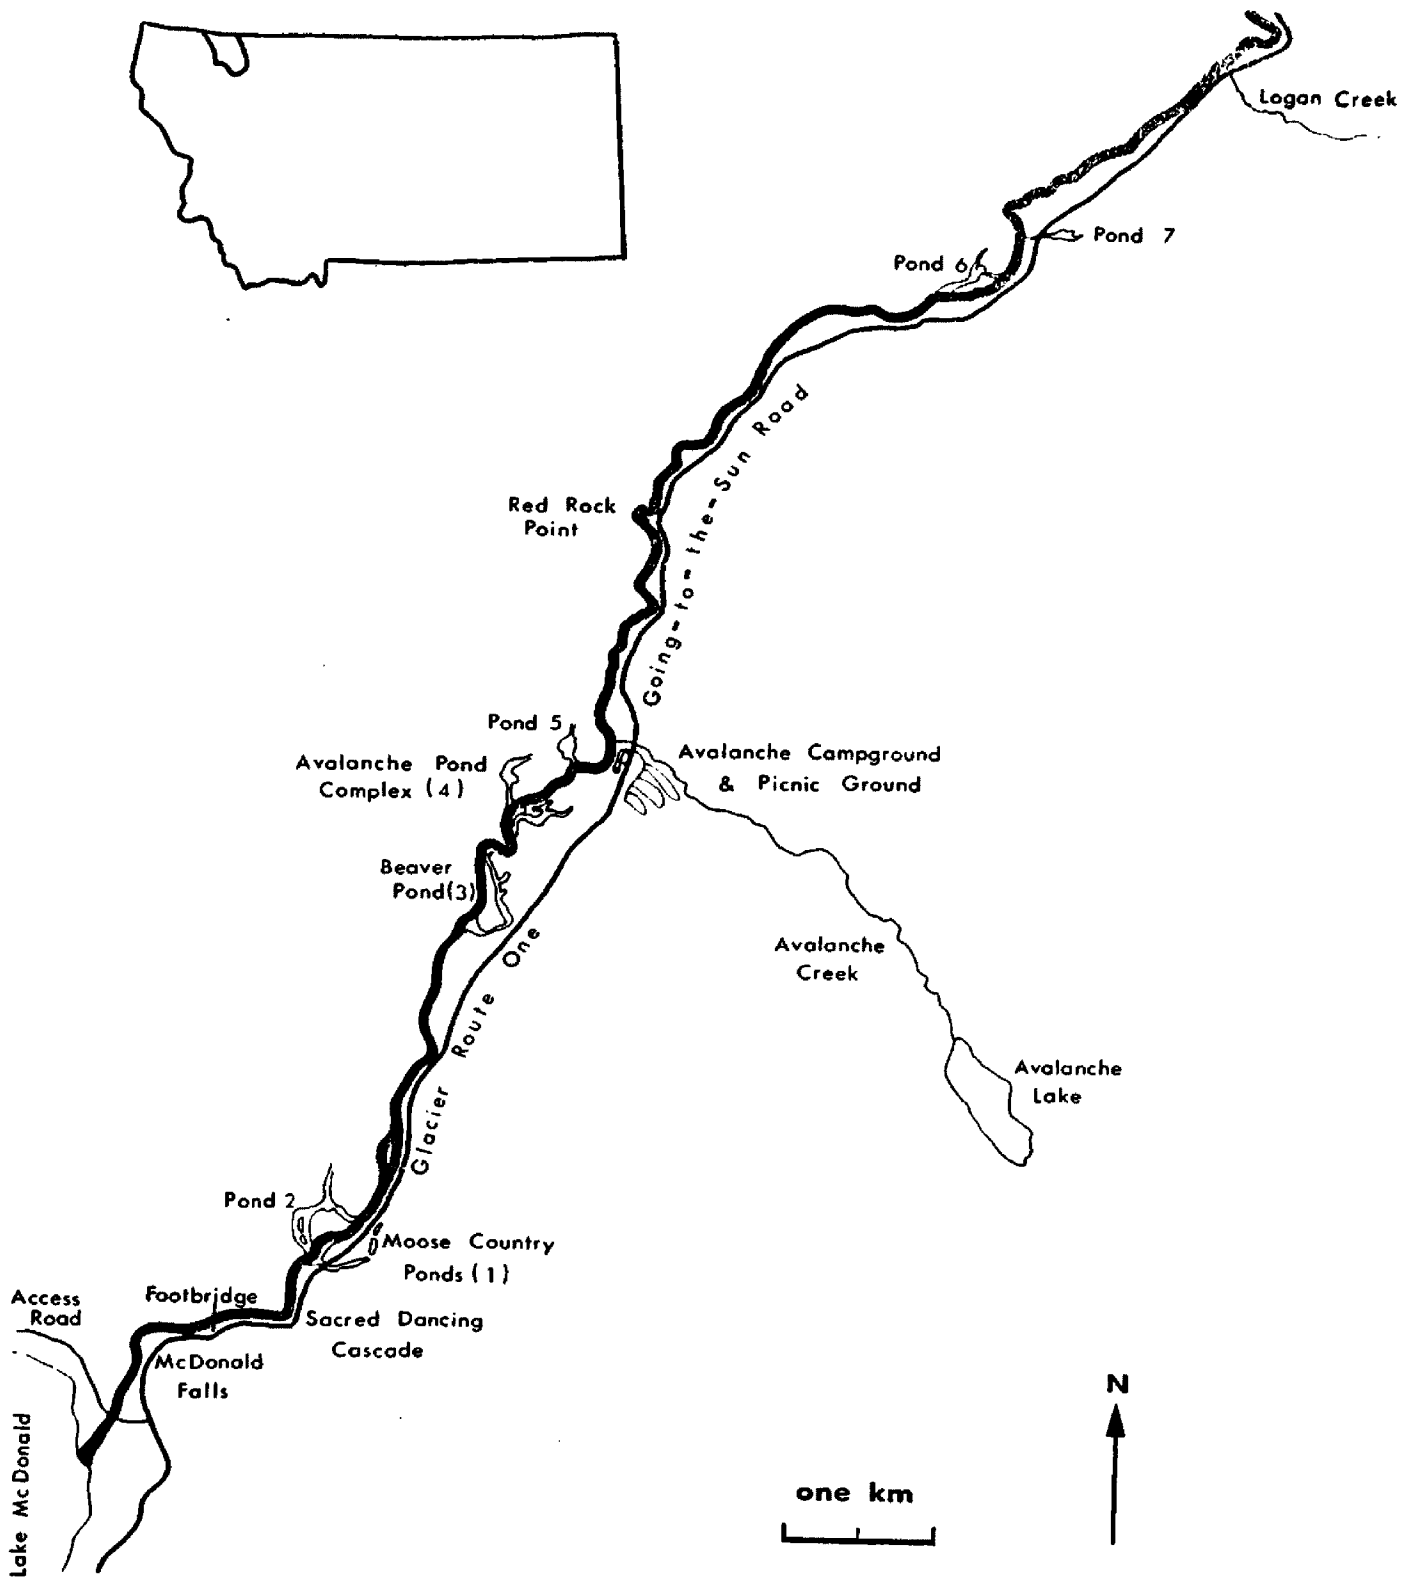 Logan Creek
Pond 7
Pond 6
Going-to-the-Sun Road
Red Rock
Point
Pond 5
Avalanche Pond
Complex (4)
Avalanche Campground
& Picnic Ground
Beaver
Pond(3)
Glacier Route One
Avalanche
Creek
Avalanche
Lake
Pond 2
Moose Country
Ponds (1)
Access
Road
Footbridge
Sacred Dancing
Cascade
McDonald
Falls
Lake McDonald
N
one km